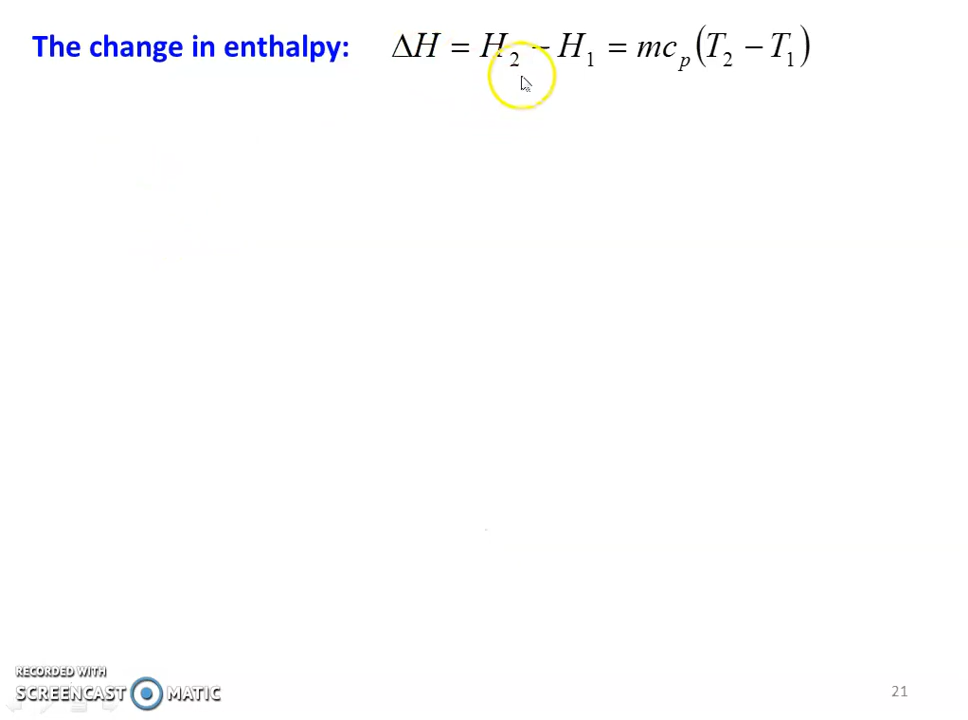 The change in enthalpy: ΔH = H₂ − H₁ = mcₚ(T₂ − T₁)
RECORDED WITH
SCREENCAST MATIC
21